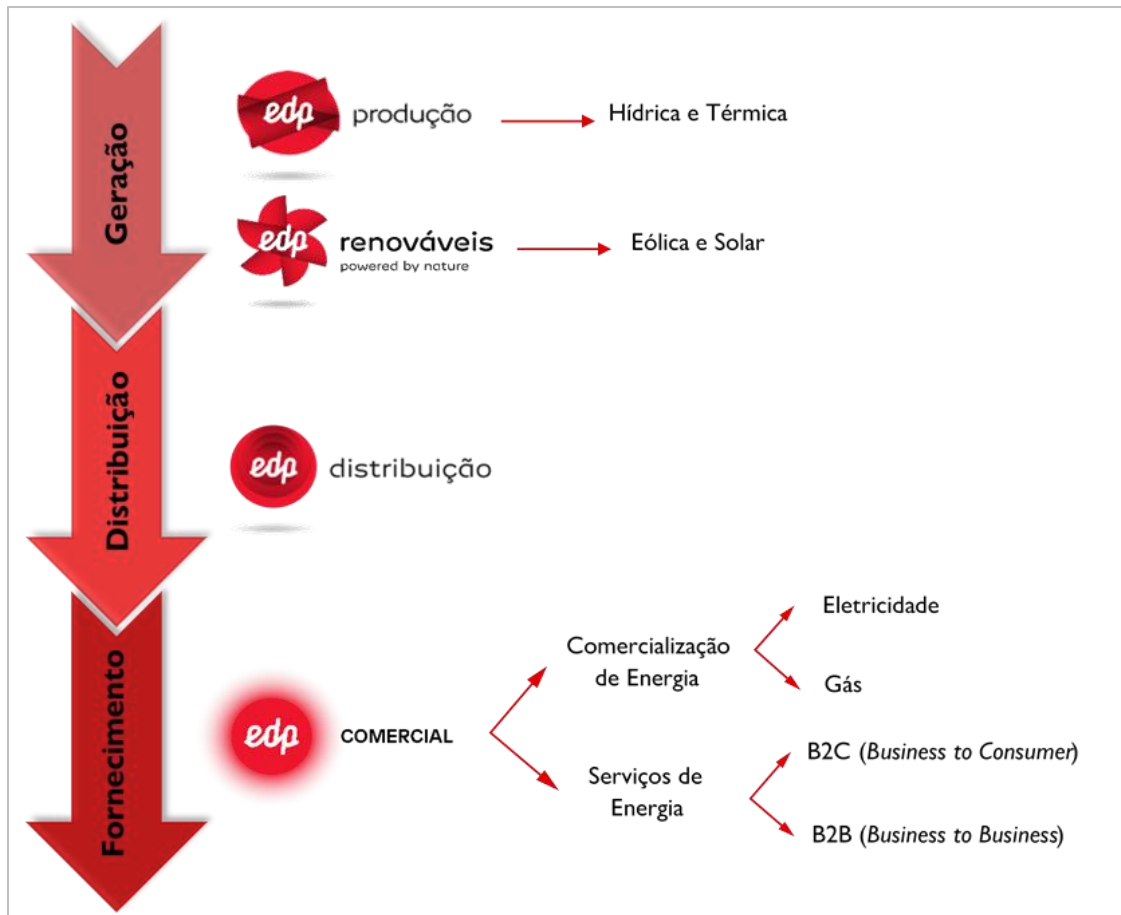 Geração
edp produção
Hídrica e Térmica
edp renováveis
powered by nature
Eólica e Solar
Distribuição
edp distribuição
Fornecimento
edp COMERCIAL
Comercialização
de Energia
Eletricidade
Gás
Serviços de
Energia
B2C (Business to Consumer)
B2B (Business to Business)